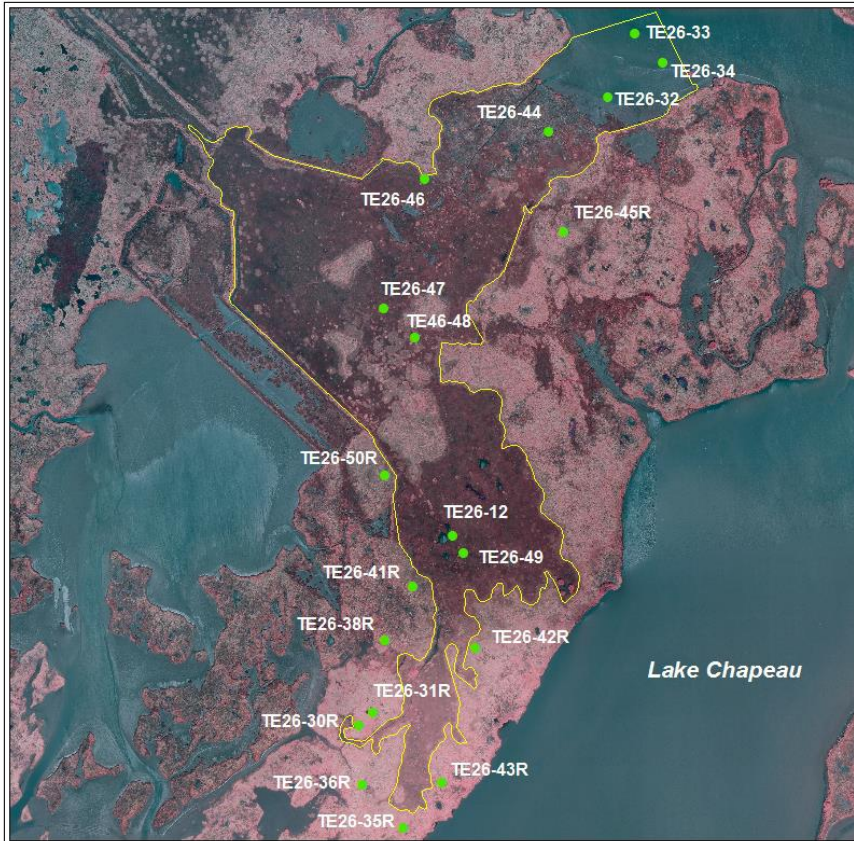 TE26-33
TE26-34
TE26-32
TE26-44
TE26-46
TE26-45R
TE26-47
TE46-48
TE26-50R
TE26-12
TE26-49
TE26-41R
TE26-38R
TE26-42R
Lake Chapeau
TE26-31R
TE26-30R
TE26-36R
TE26-43R
TE26-35R